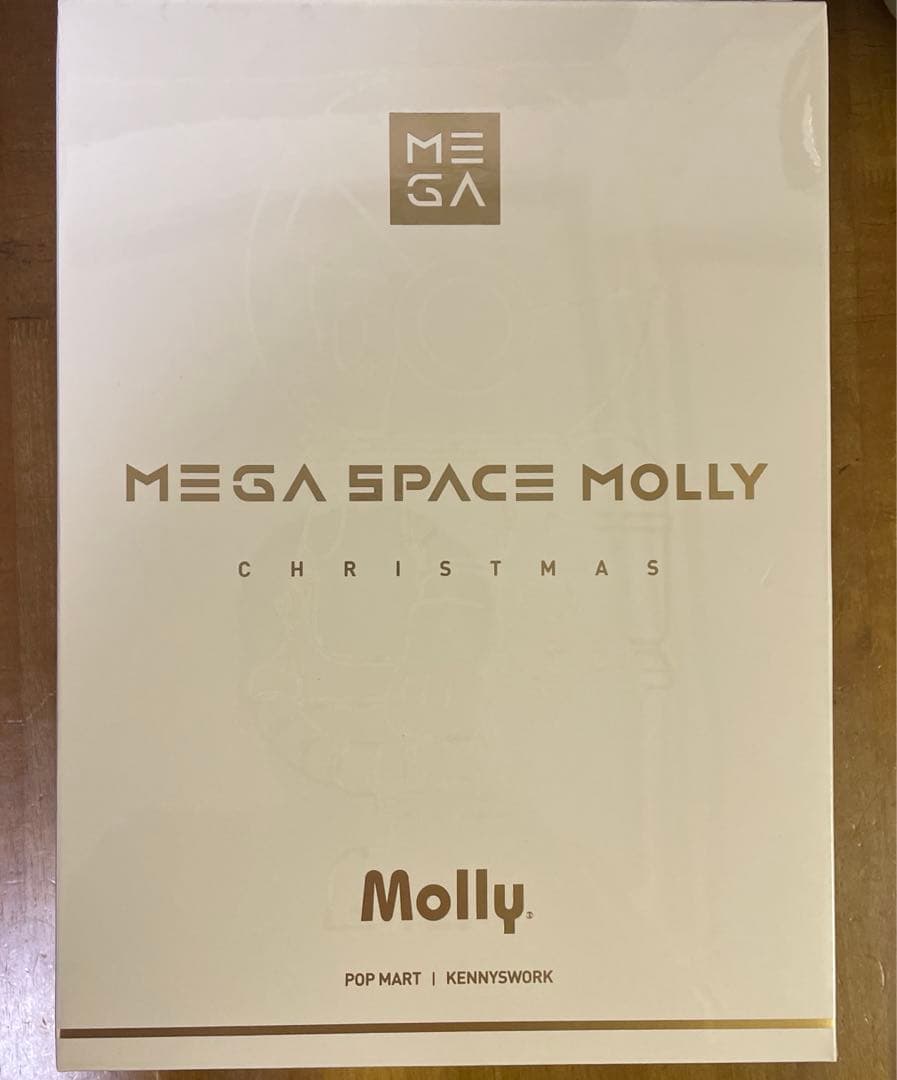 ME
GA
MEGA SPACE MOLLY
CHRISTMAS
Molly®
POP MART | KENNYSWORK